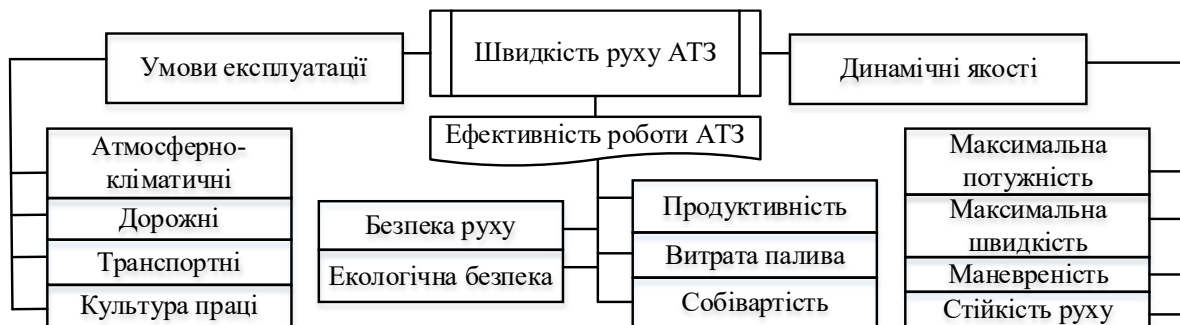 Швидкість руху АТЗ
Умови експлуатації
Динамічні якості
Ефективність роботи АТЗ
Атмосферно-
кліматичні
Дорожні
Транспортні
Культура праці
Безпека руху
Екологічна безпека
Продуктивність
Витрата палива
Собівартість
Максимальна
потужність
Максимальна
швидкість
Маневреність
Стійкість руху